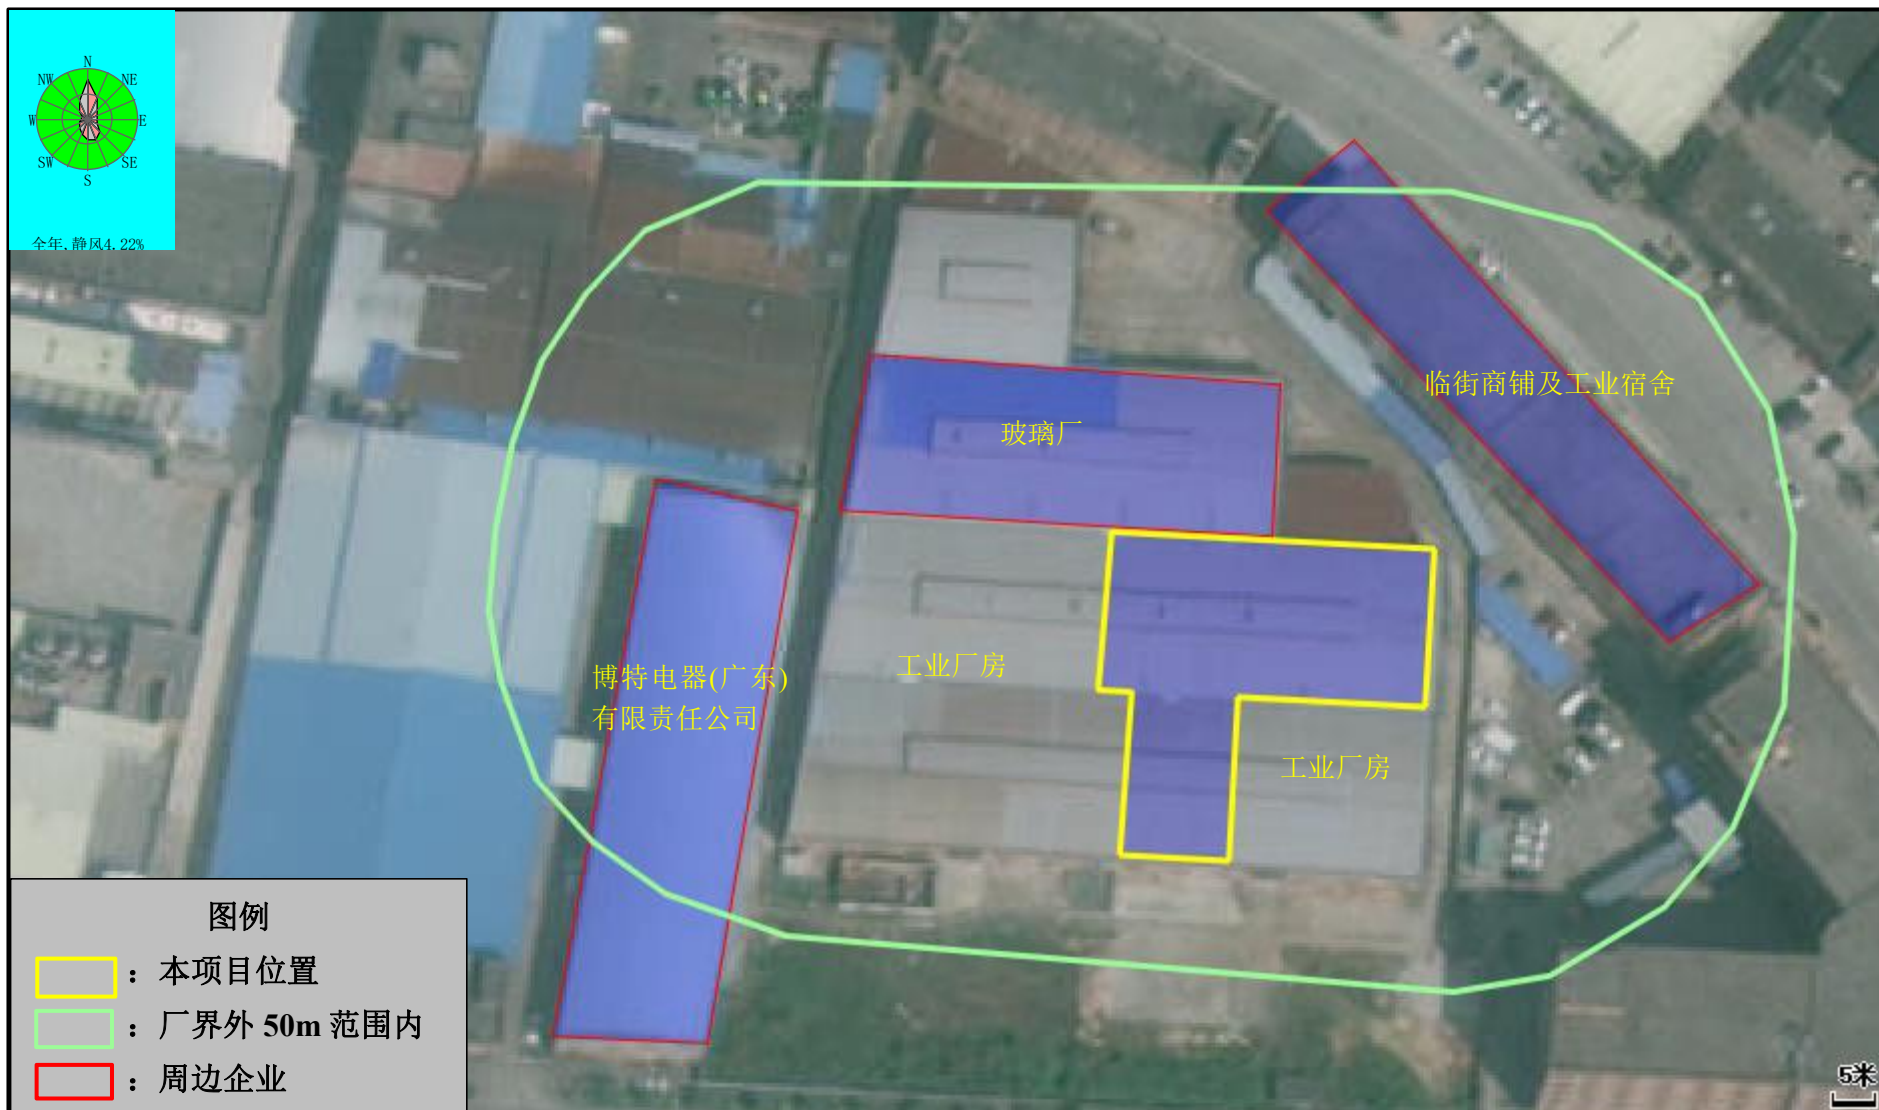 N
NW
NE
W
E
SW
SE
S
全年,静风4.22%
临街商铺及工业宿舍
玻璃厂
工业厂房
博特电器(广东)
有限责任公司
工业厂房
图例
：本项目位置
：厂界外 50m 范围内
：周边企业
5米